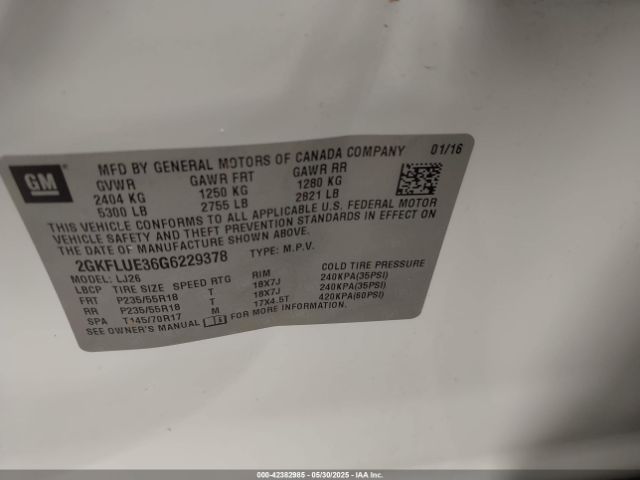 GM
MFD BY GENERAL MOTORS OF CANADA COMPANY 01/16
GVWR GAWR FRT GAWR RR
2404 KG 1250 KG 1280 KG
5300 LB 2755 LB 2821 LB
THIS VEHICLE CONFORMS TO ALL APPLICABLE U.S. FEDERAL MOTOR
VEHICLE SAFETY AND THEFT PREVENTION STANDARDS IN EFFECT ON
THE DATE OF MANUFACTURE SHOWN ABOVE.
2GKFLUE36G6229378 TYPE: M.P.V.
MODEL: LJ26
LBCP TIRE SIZE SPEED RTG RIM COLD TIRE PRESSURE
FRT P235/55R18 T 18X7J 240KPA(35PSI)
RR P235/55R18 T 18X7J 240KPA(35PSI)
SPA T145/70R17 M 17X4.5T 420KPA(60PSI)
SEE OWNER'S MANUAL FOR MORE INFORMATION.
000-42382985 - 05/30/2025 - IAA Inc.